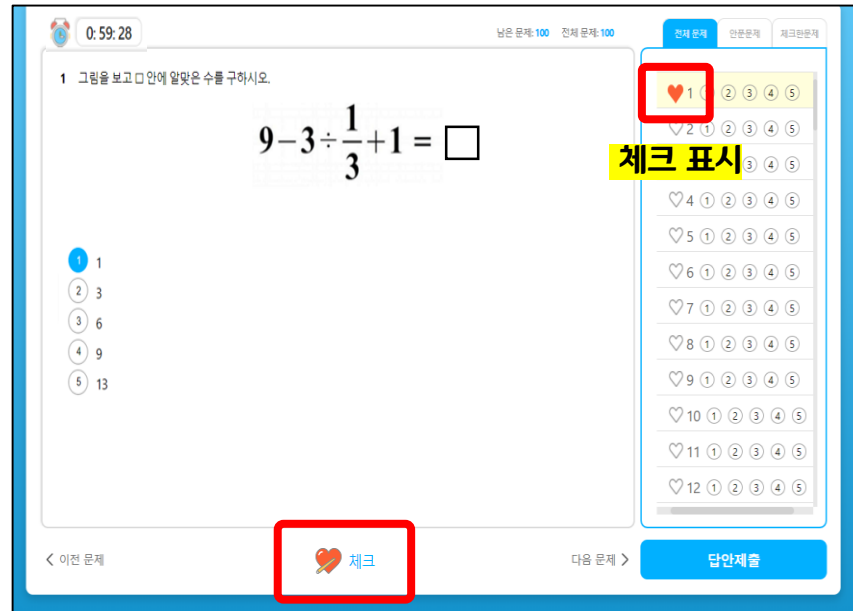 0: 59: 28
남은 문제: 100 전체 문제: 100
1 그림을 보고 □ 안에 알맞은 수를 구하시오.
9-3÷1/3+1 = □
1 1
2 3
3 6
4 9
5 13
전체 문제 안푼문제 체크한문제
1 ② ③ ④ ⑤
2 ① ② ③ ④ ⑤
체크 표시
③ ④ ⑤
4 ① ② ③ ④ ⑤
5 ① ② ③ ④ ⑤
6 ① ② ③ ④ ⑤
7 ① ② ③ ④ ⑤
8 ① ② ③ ④ ⑤
9 ① ② ③ ④ ⑤
10 ① ② ③ ④ ⑤
11 ① ② ③ ④ ⑤
12 ① ② ③ ④ ⑤
이전 문제
체크
다음 문제
답안제출